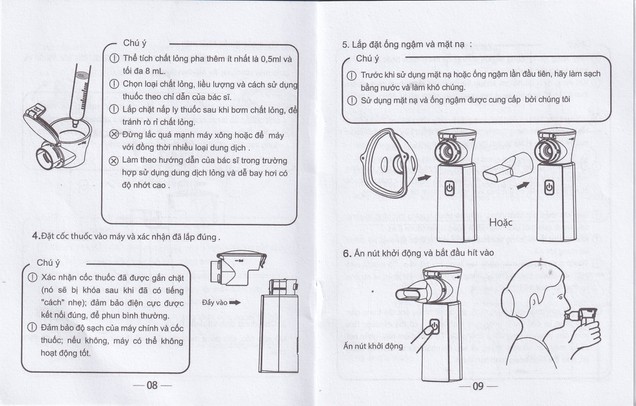 Chú ý
Thể tích chất lỏng pha thêm ít nhất là 0,5ml và
tối đa 8 mL.
Chọn loại chất lỏng, liều lượng và cách sử dụng
thuốc theo chỉ dẫn của bác sĩ.
Lắp chặt nắp ly thuốc sau khi bơm chất lỏng, để
tránh rò rỉ chất lỏng.
Đừng lắc quá mạnh máy xông hoặc để máy
với đồng thời nhiều loại dung dịch .
Làm theo hướng dẫn của bác sĩ trong trường
hợp sử dụng dung dịch lỏng và dễ bay hơi có
độ nhớt cao .
4.Đặt cốc thuốc vào máy và xác nhận đã lắp đúng .
Chú ý
Xác nhận cốc thuốc đã được gắn chặt
(nó sẽ bị khóa sau khi đã có tiếng
"cách" nhẹ); đảm bảo điện cực được
kết nối đúng, để phun bình thường.
Đảm bảo độ sạch của máy chính và cốc
thuốc; nếu không, máy có thể không
hoạt động tốt.
Đẩy vào
08
5. Lắp đặt ống ngậm và mặt nạ :
Chú ý
Trước khi sử dụng mặt nạ hoặc ống ngậm lần đầu tiên, hãy làm sạch
bằng nước và làm khô chúng.
Sử dụng mặt nạ và ống ngậm được cung cấp bởi chúng tôi
Hoặc
6. Ấn nút khởi động và bắt đầu hít vào
Ấn nút khởi động
09